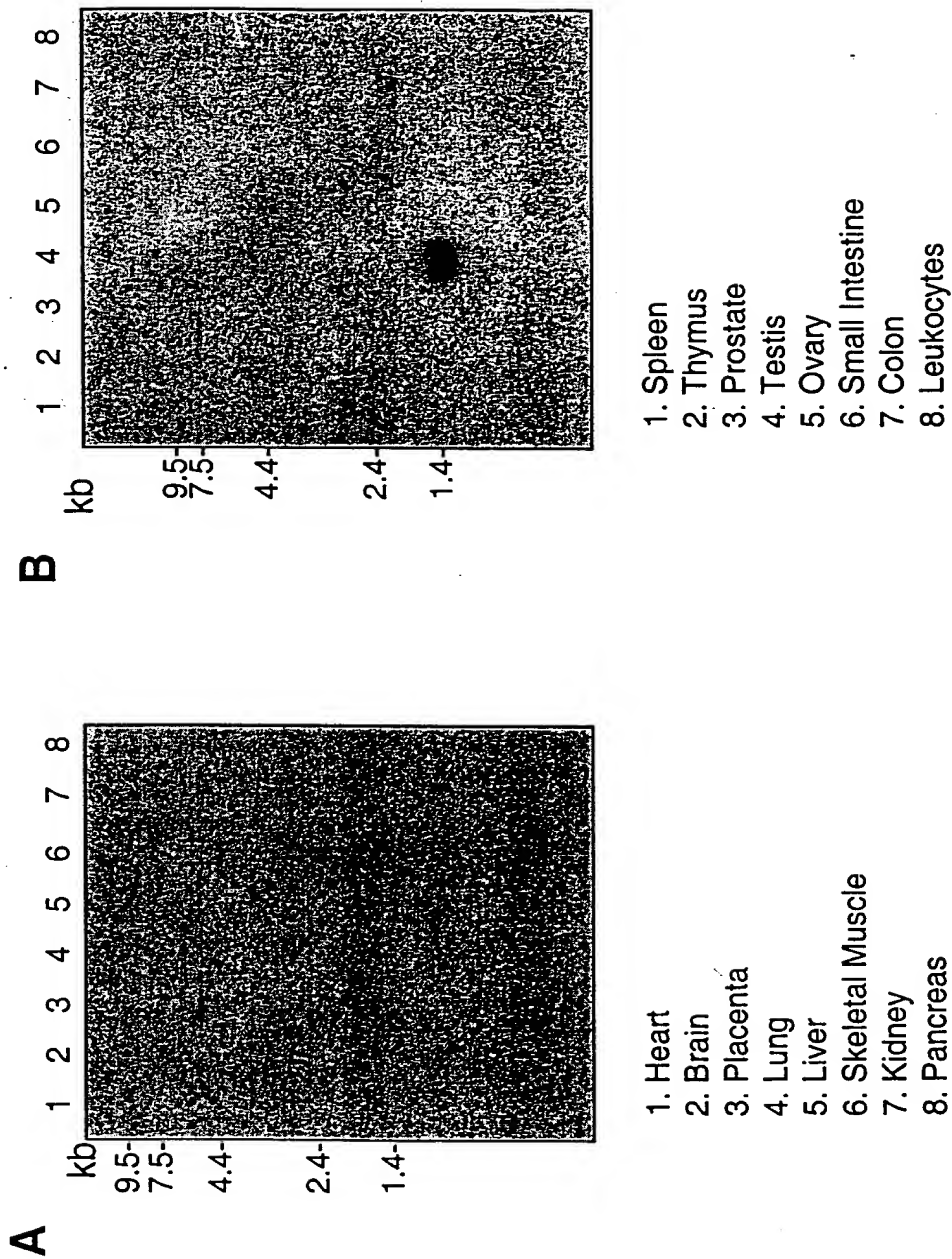 A
1 2 3 4 5 6 7 8
kb
9.5-
7.5-
4.4-
2.4-
1.4-
1. Heart
2. Brain
3. Placenta
4. Lung
5. Liver
6. Skeletal Muscle
7. Kidney
8. Pancreas
B
1 2 3 4 5 6 7 8
kb
9.5-
7.5-
4.4-
2.4-
1.4-
1. Spleen
2. Thymus
3. Prostate
4. Testis
5. Ovary
6. Small Intestine
7. Colon
8. Leukocytes